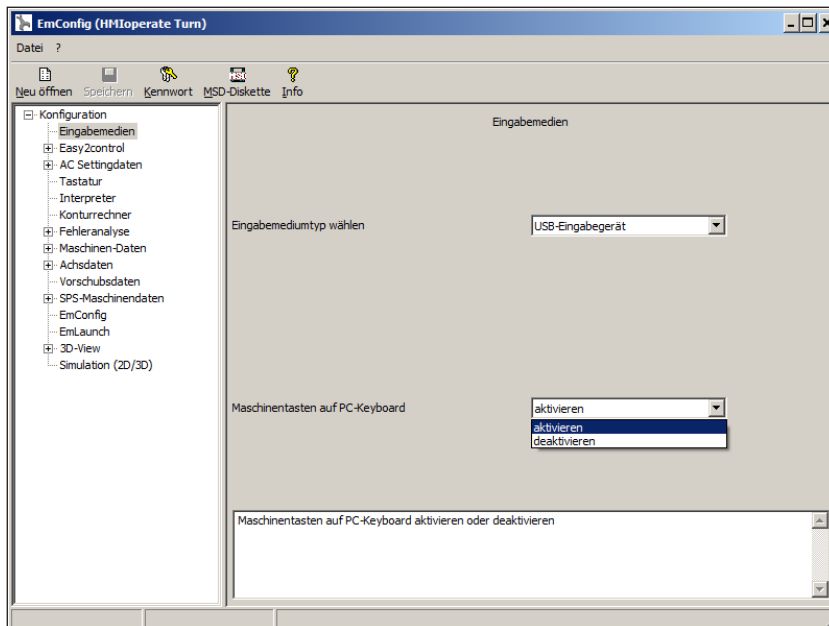 EmConfig (HMIoperate Turn)
Datei ?
Neu öffnen Speichern Kennwort MSD-Diskette Info
Konfiguration
Eingabemedien
Easy2control
AC Settingdaten
Tastatur
Interpreter
Konturrechner
Fehleranalyse
Maschinen-Daten
Achsdaten
Vorschubsdaten
SPS-Maschinendaten
EmConfig
EmLaunch
3D-View
Simulation (2D/3D)
Eingabemedien
Eingabemediumtyp wählen USB-Eingabegerät
Maschinentasten auf PC-Keyboard aktivieren
aktivieren
deaktivieren
Maschinentasten auf PC-Keyboard aktivieren oder deaktivieren